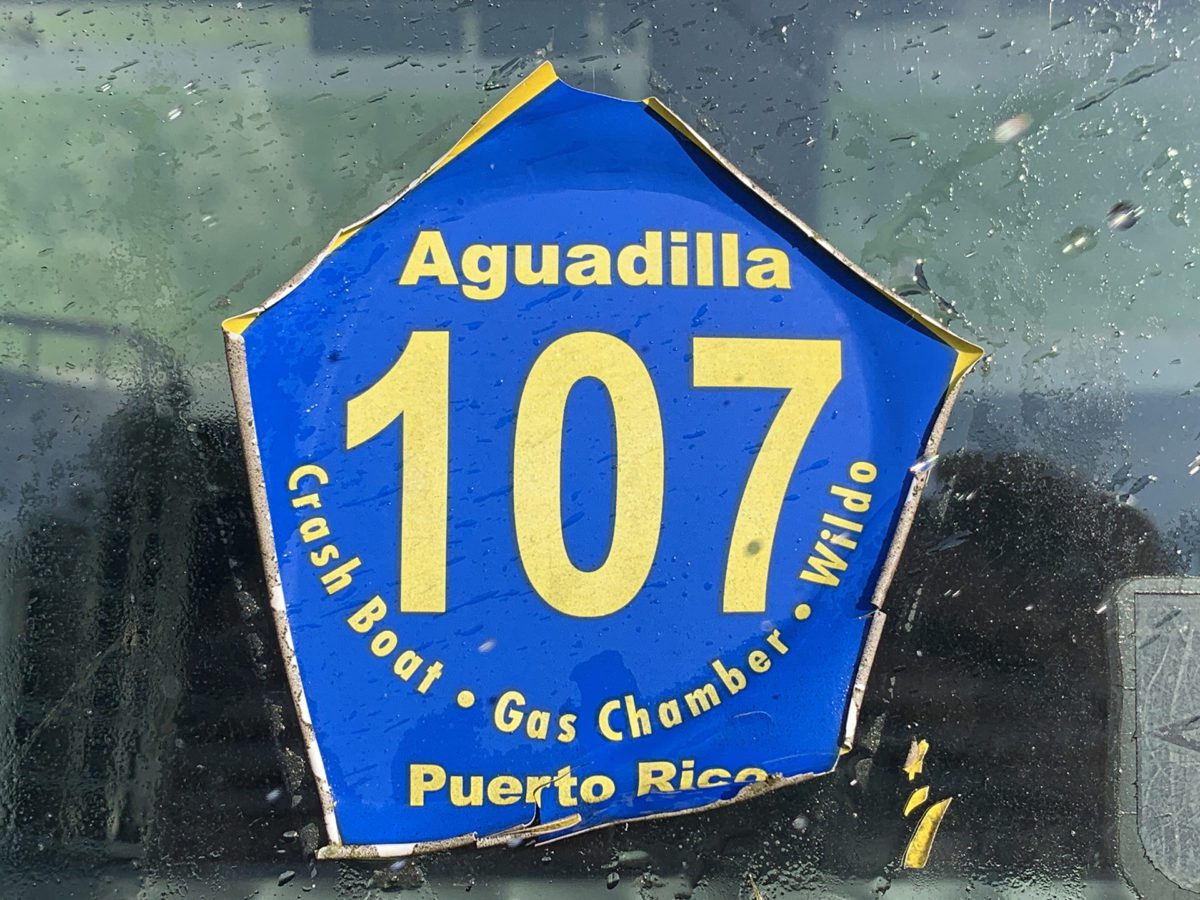 Aguadilla
107
Crash Boat • Gas Chamber • Wildo
Puerto Rico